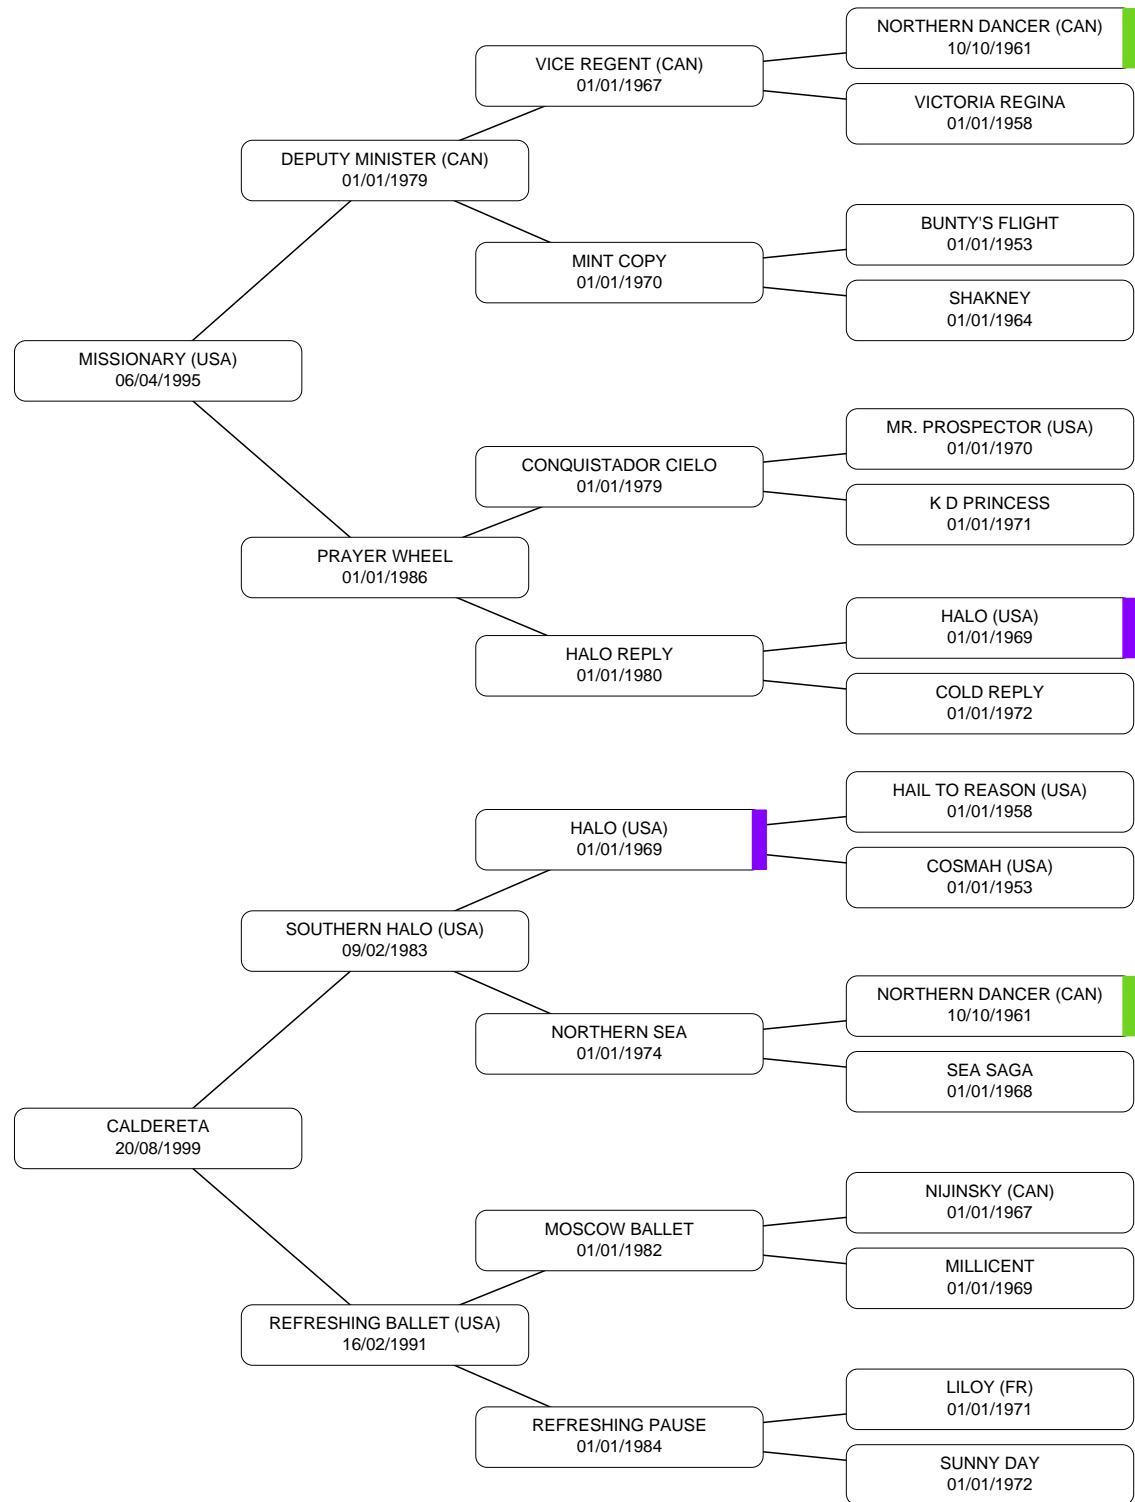 NORTHERN DANCER (CAN)
10/10/1961
VICE REGENT (CAN)
01/01/1967
VICTORIA REGINA
01/01/1958
DEPUTY MINISTER (CAN)
01/01/1979
BUNTY'S FLIGHT
01/01/1953
MINT COPY
01/01/1970
SHAKNEY
01/01/1964
MISSIONARY (USA)
06/04/1995
MR. PROSPECTOR (USA)
01/01/1970
CONQUISTADOR CIELO
01/01/1979
K D PRINCESS
01/01/1971
PRAYER WHEEL
01/01/1986
HALO (USA)
01/01/1969
HALO REPLY
01/01/1980
COLD REPLY
01/01/1972
HAIL TO REASON (USA)
01/01/1958
HALO (USA)
01/01/1969
COSMAH (USA)
01/01/1953
SOUTHERN HALO (USA)
09/02/1983
NORTHERN DANCER (CAN)
10/10/1961
NORTHERN SEA
01/01/1974
SEA SAGA
01/01/1968
CALDERETA
20/08/1999
NIJINSKY (CAN)
01/01/1967
MOSCOW BALLET
01/01/1982
MILLICENT
01/01/1969
REFRESHING BALLET (USA)
16/02/1991
LILOY (FR)
01/01/1971
REFRESHING PAUSE
01/01/1984
SUNNY DAY
01/01/1972